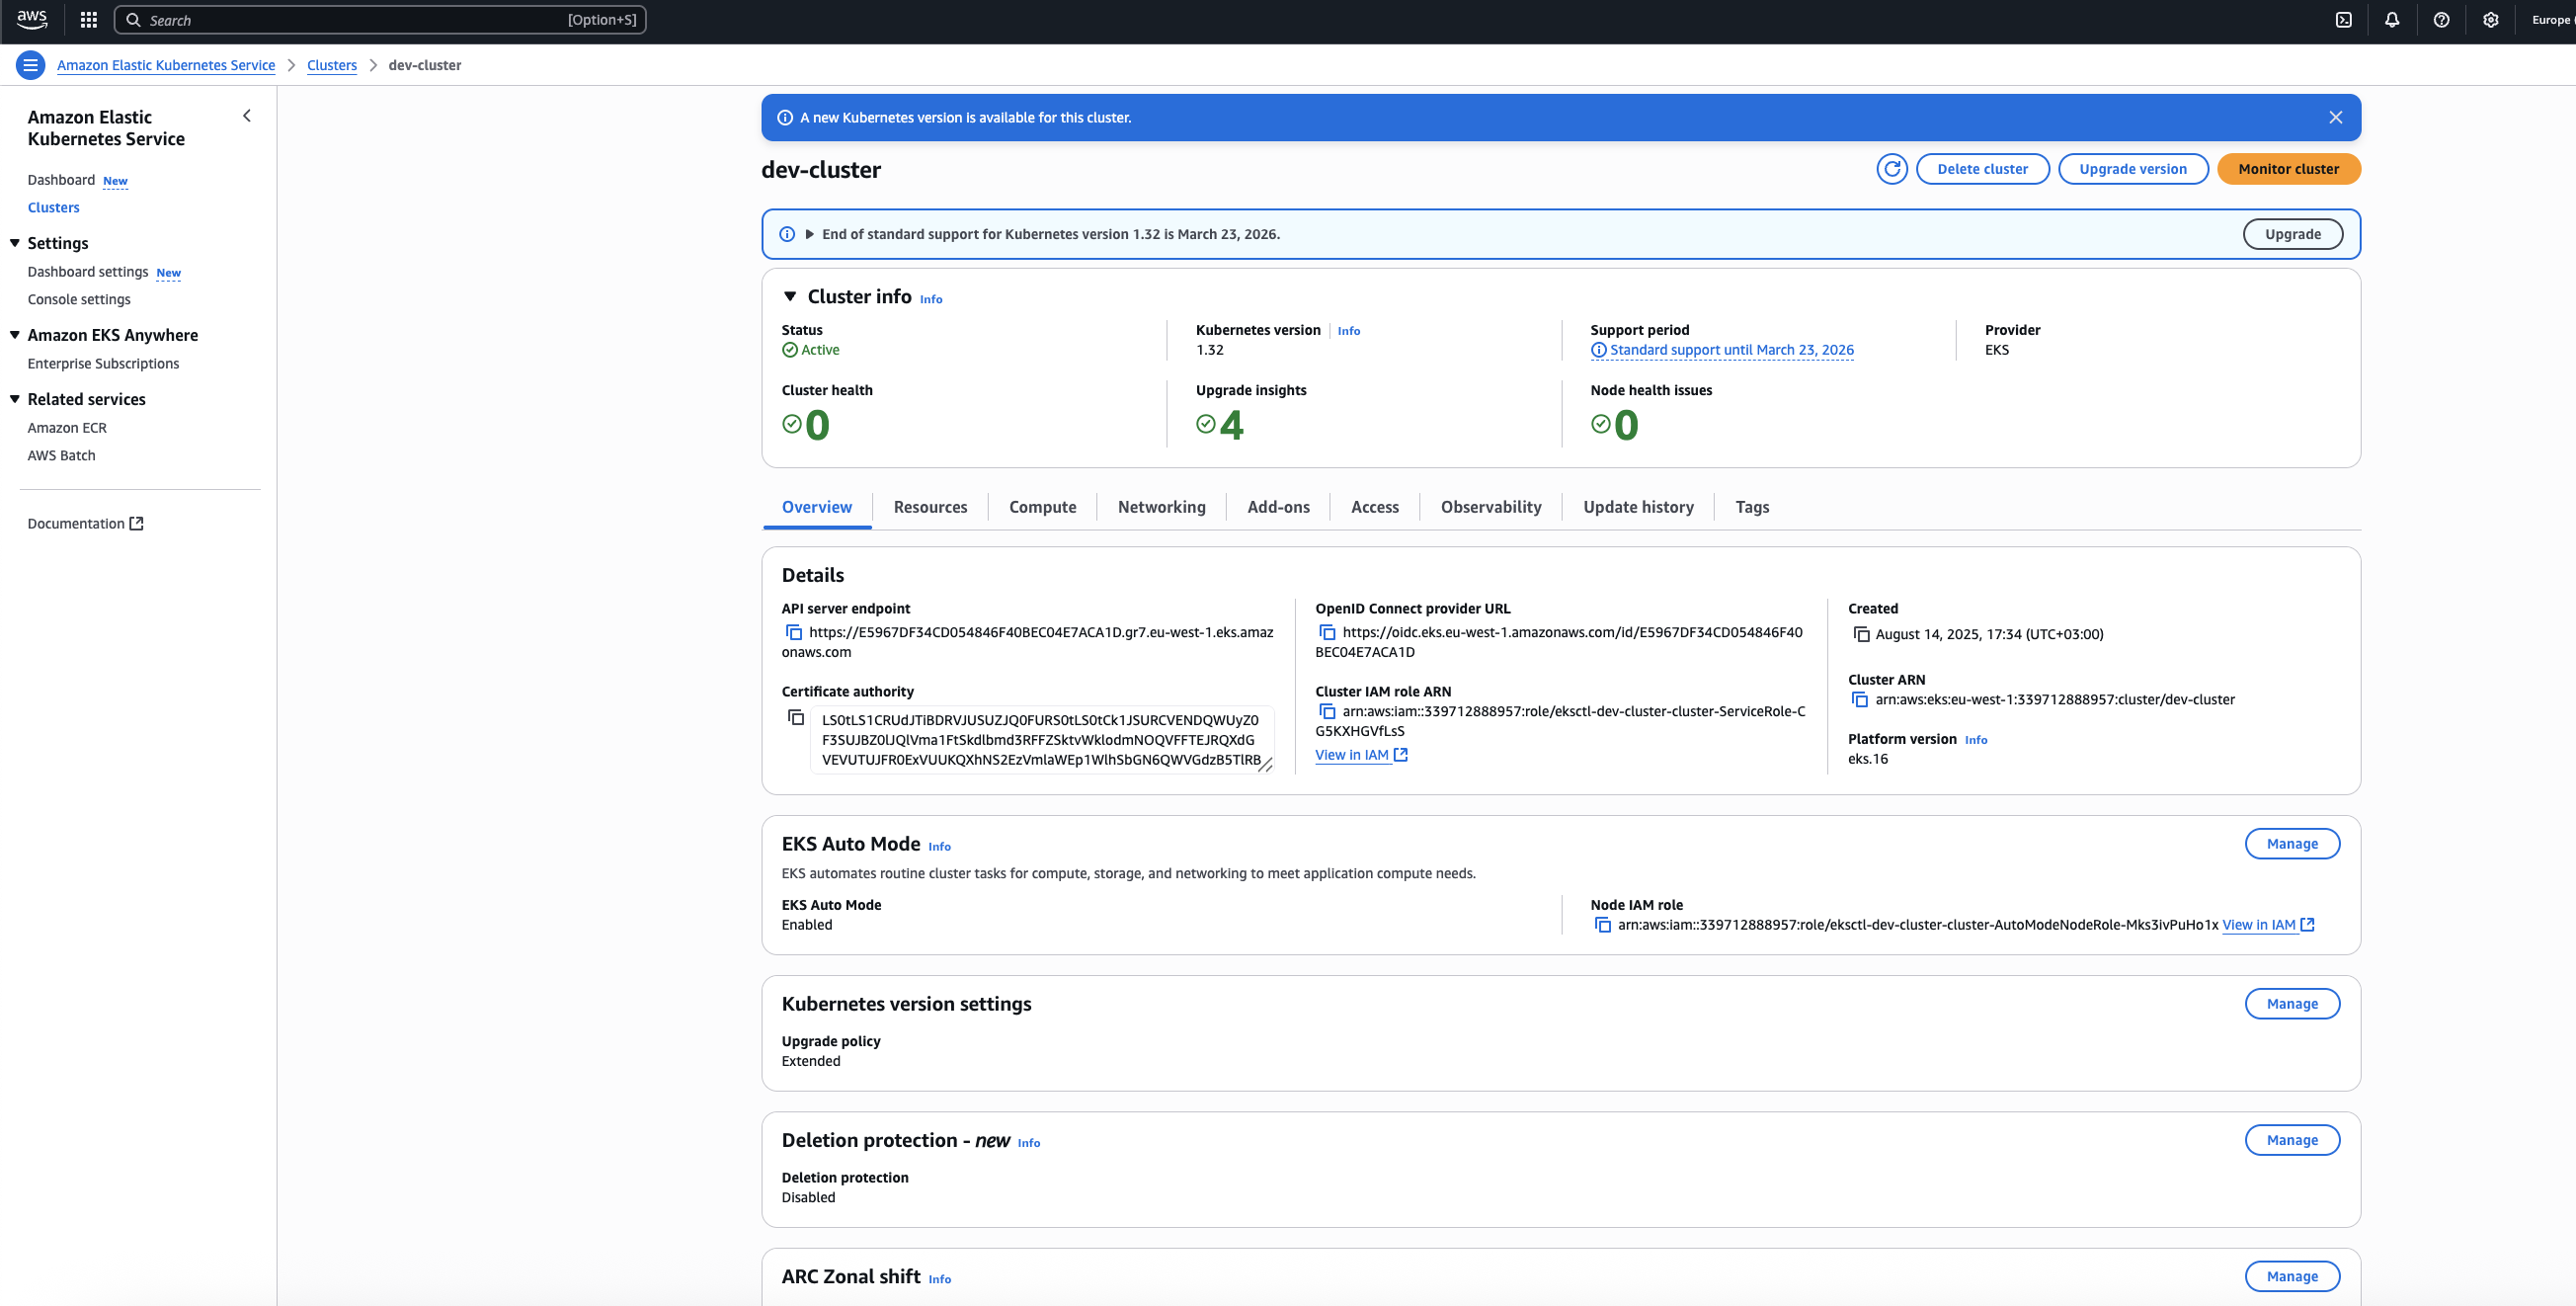 aws
Search
[Option+S]
Europe
Amazon Elastic Kubernetes Service
Clusters
dev-cluster
Amazon Elastic
Kubernetes Service
Dashboard New
Clusters
Settings
Dashboard settings New
Console settings
Amazon EKS Anywhere
Enterprise Subscriptions
Related services
Amazon ECR
AWS Batch
Documentation
A new Kubernetes version is available for this cluster.
dev-cluster
Delete cluster
Upgrade version
Monitor cluster
End of standard support for Kubernetes version 1.32 is March 23, 2026.
Upgrade
Cluster info Info
Status
Active
Kubernetes version Info
1.32
Support period
Standard support until March 23, 2026
Provider
EKS
Cluster health
0
Upgrade insights
4
Node health issues
0
Overview
Resources
Compute
Networking
Add-ons
Access
Observability
Update history
Tags
Details
API server endpoint
https://E5967DF34CD054846F40BEC04E7ACA1D.gr7.eu-west-1.eks.amaz
onaws.com
Certificate authority
LS0tLS1CRUdJTiBDRVJUSUZJQ0FURS0tLS0tCk1JSURCVENDQWUyZ0
F3SUJBZ0lJQlVma1FtSkdlbmd3RFFZSktvWklodmNOQVFFTEJRQXdG
VEVUTUJFR0ExVUUKQXhNS2EzVmlaWEp1WlhSbGN6QWVGdzB5TlRB
OpenID Connect provider URL
https://oidc.eks.eu-west-1.amazonaws.com/id/E5967DF34CD054846F40
BEC04E7ACA1D
Cluster IAM role ARN
arn:aws:iam::339712888957:role/eksctl-dev-cluster-cluster-ServiceRole-C
G5KXHGVfLsS
View in IAM
Created
August 14, 2025, 17:34 (UTC+03:00)
Cluster ARN
arn:aws:eks:eu-west-1:339712888957:cluster/dev-cluster
Platform version Info
eks.16
EKS Auto Mode Info
Manage
EKS automates routine cluster tasks for compute, storage, and networking to meet application compute needs.
EKS Auto Mode
Enabled
Node IAM role
arn:aws:iam::339712888957:role/eksctl-dev-cluster-cluster-AutoModeNodeRole-Mks3ivPuHo1x View in IAM
Kubernetes version settings
Manage
Upgrade policy
Extended
Deletion protection - new Info
Manage
Deletion protection
Disabled
ARC Zonal shift Info
Manage